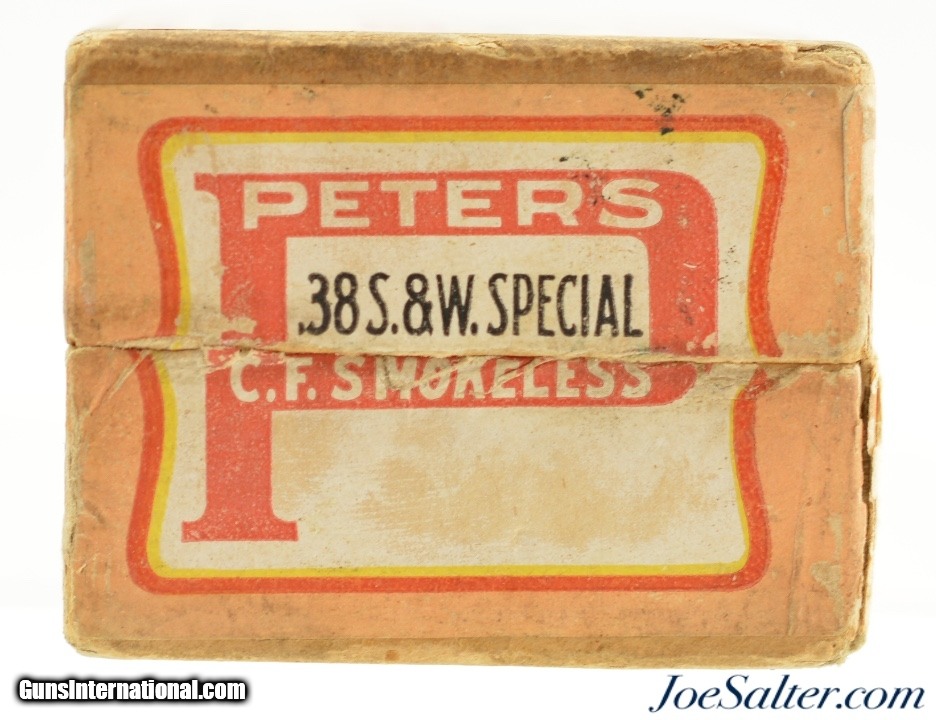 PETERS
.38 S.&W. SPECIAL
C.F. SMOKELESS
GunsInternational.com
JoeSalter.com